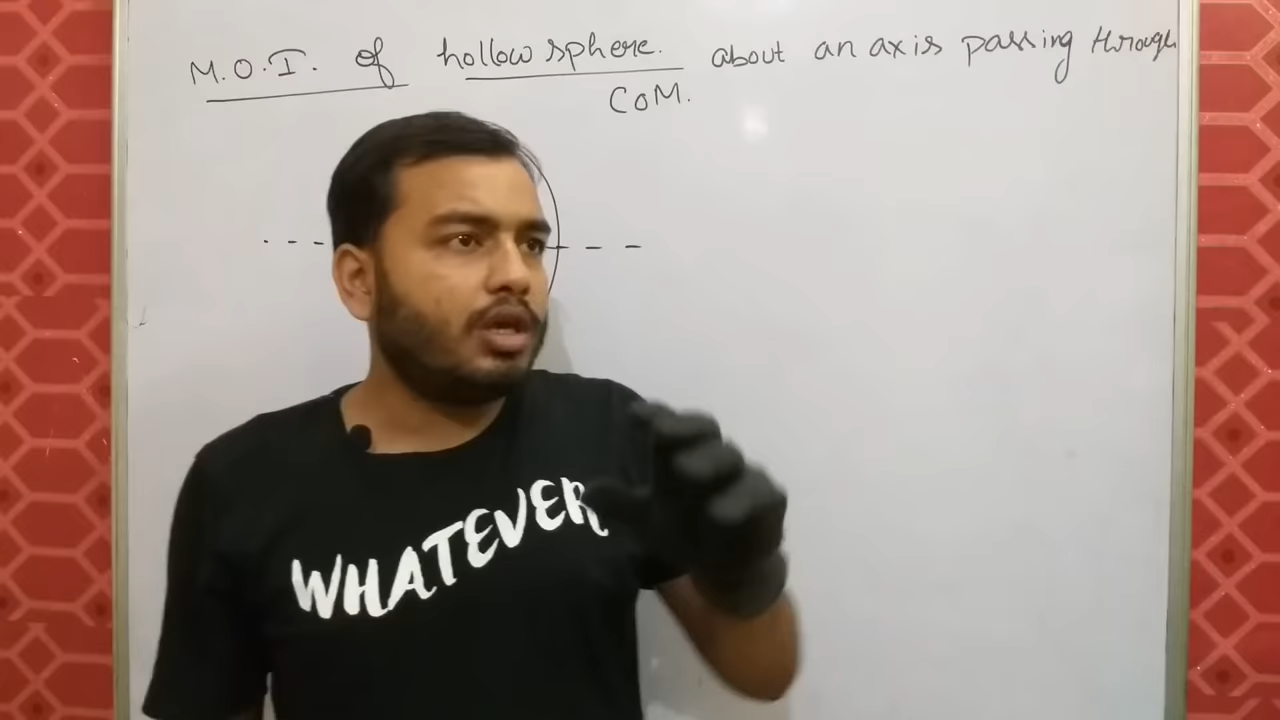 M.O.I. of hollow sphere. about an axis passing through
COM.
WHATEVER